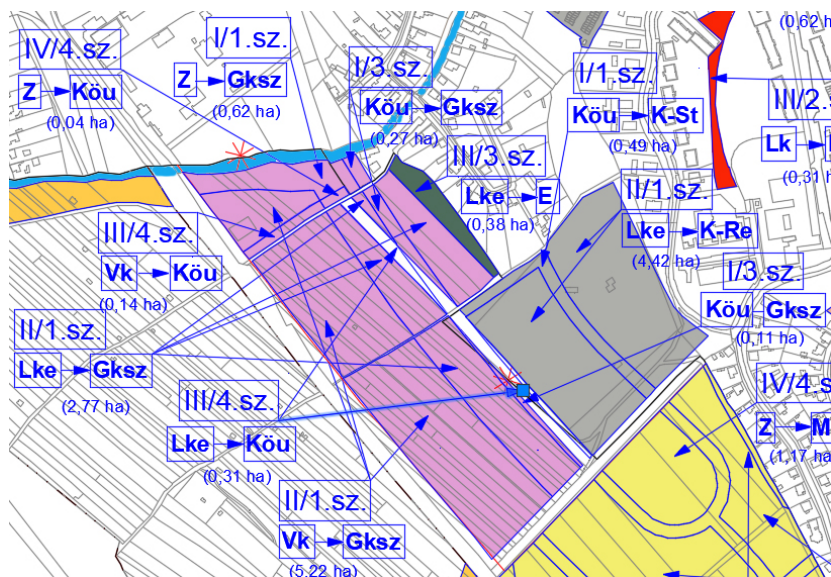 IV/4.sz.
Z Köu
(0,04 ha)
I/1.sz.
Z Gksz
(0,62 ha)
I/3.sz.
Köu Gksz
(0,27 ha)
III/3.sz.
Lke E
(0,38 ha)
I/1.sz.
Köu K-St
(0,49 ha)
II/1.sz.
Lke K-Re
(4,42 ha)
(0,62 h
III/2.s
Lk
(0,31 h
I/3.sz.
Köu Gksz
(0,11 ha)
IV/4.s
Z M
(1,17 ha
III/4.sz.
Vk Köu
(0,14 ha)
II/1.sz.
Lke Gksz
(2,77 ha)
III/4.sz.
Lke Köu
(0,31 ha)
II/1.sz.
Vk Gksz
(5,22 ha)